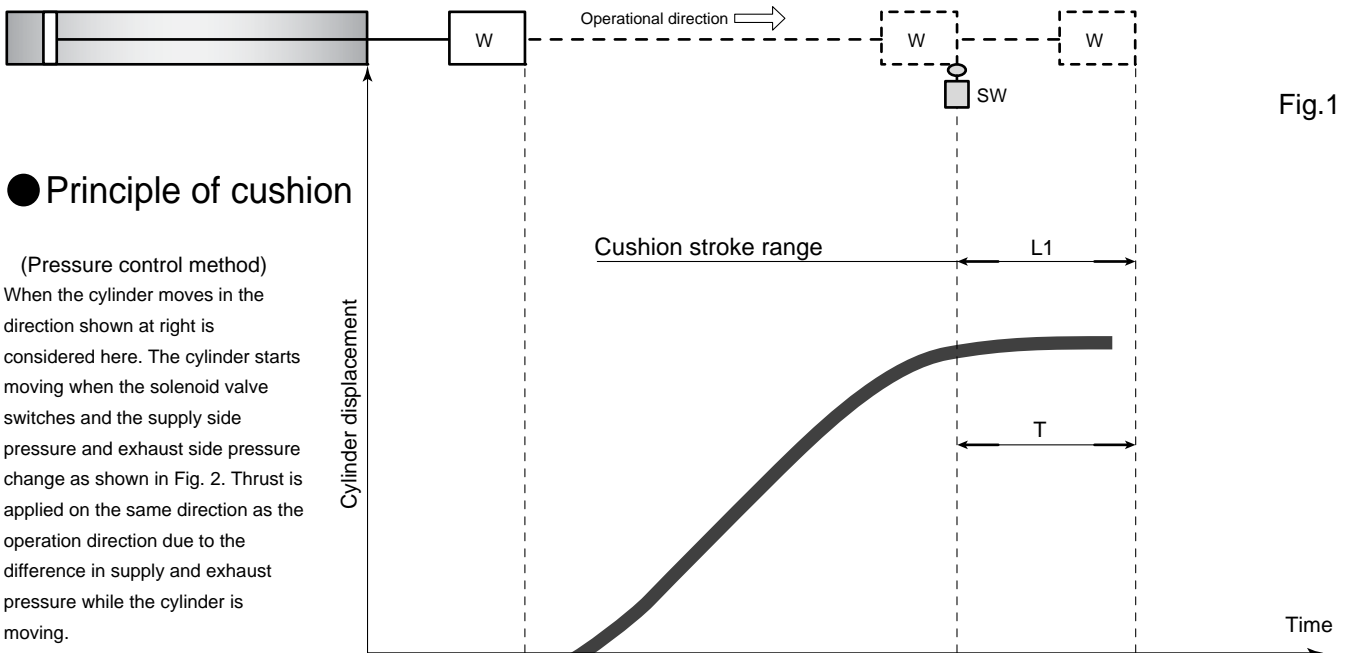 Operational direction
W
W
W
SW
Fig.1
● Principle of cushion
(Pressure control method)
When the cylinder moves in the
direction shown at right is
considered here. The cylinder starts
moving when the solenoid valve
switches and the supply side
pressure and exhaust side pressure
change as shown in Fig. 2. Thrust is
applied on the same direction as the
operation direction due to the
difference in supply and exhaust
pressure while the cylinder is
moving.
Cylinder displacement
Cushion stroke range
L1
T
Time